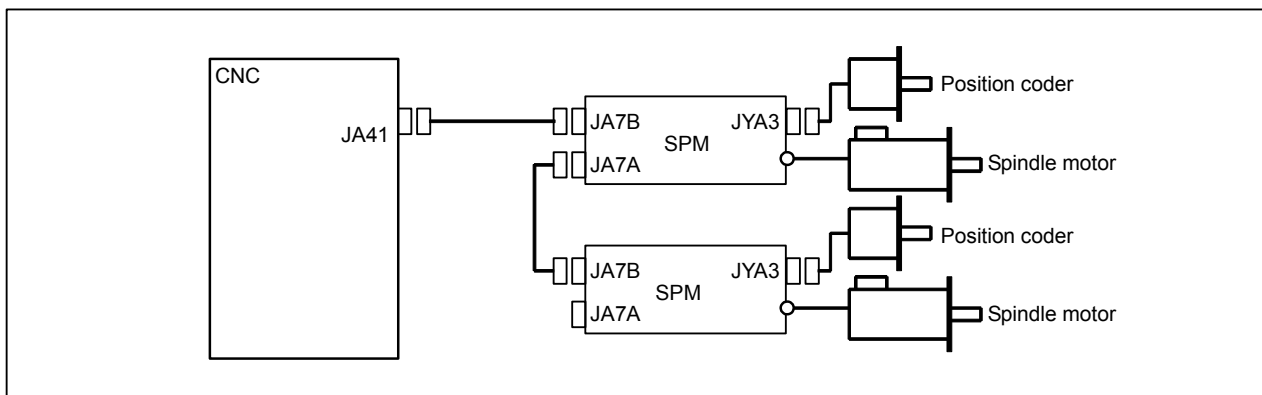 CNC
JA41
JA7B
JYA3
SPM
JA7A
Position coder
Spindle motor
JA7B
JYA3
SPM
JA7A
Position coder
Spindle motor